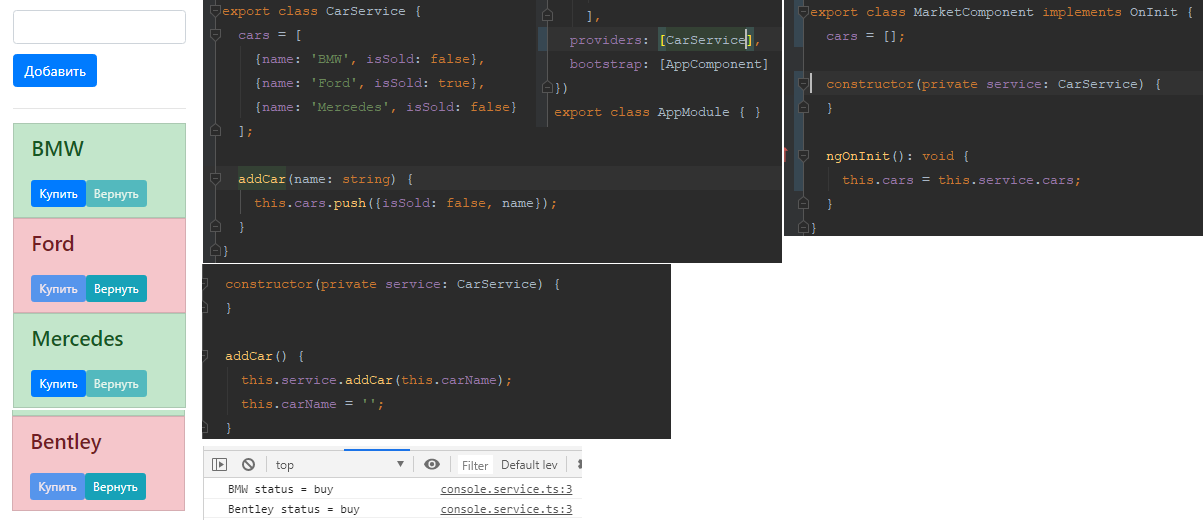 Добавить
BMW
Купить Вернуть
Ford
Купить Вернуть
Mercedes
Купить Вернуть
Bentley
Купить Вернуть
export class CarService {
cars = [
{name: 'BMW', isSold: false},
{name: 'Ford', isSold: true},
{name: 'Mercedes', isSold: false}
];
addCar(name: string) {
this.cars.push({isSold: false, name});
}
}
],
providers: [CarService],
bootstrap: [AppComponent]
})
export class AppModule { }
export class MarketComponent implements OnInit {
cars = [];
constructor(private service: CarService) {
}
ngOnInit(): void {
this.cars = this.service.cars;
}
}
constructor(private service: CarService) {
}
addCar() {
this.service.addCar(this.carName);
this.carName = '';
}
top Filter Default lev
BMW status = buy console.service.ts:3
Bentley status = buy console.service.ts:3